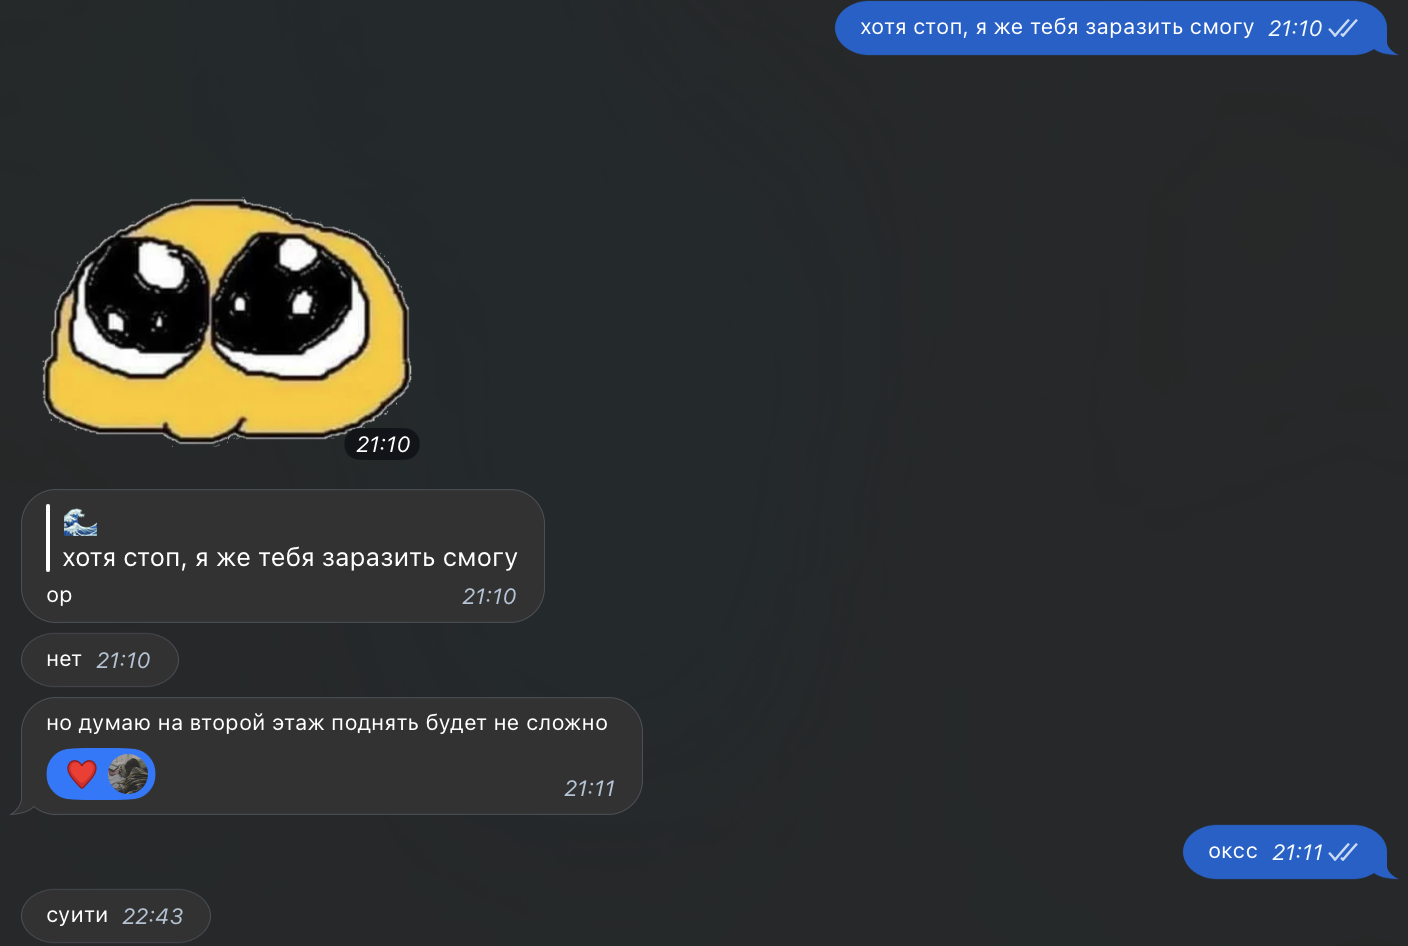 хотя стоп, я же тебя заразить смогу 21:10
21:10
🌊
хотя стоп, я же тебя заразить смогу
ор 21:10
нет 21:10
но думаю на второй этаж поднять будет не сложно
❤️ 21:11
оксс 21:11
суити 22:43